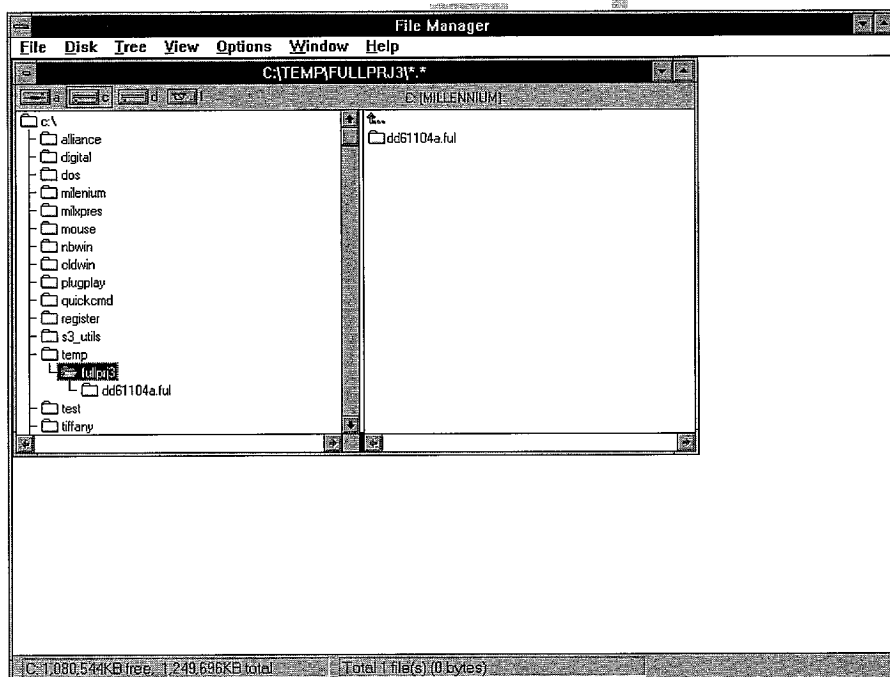 File Manager
File Disk Tree View Options Window Help
C:\TEMP\FULLPRJ3\*.*
a c d C: [MILLENNIUM]
c:\
alliance
digital
dos
milenium
milxpres
mouse
nbwin
oldwin
plugplay
quickcmd
register
s3_utils
temp
fullprj3
dd61104a.ful
test
tiffany
..
dd61104a.ful
C: 1,080,544KB free, 1,249,696KB total
Total 1 file(s) (0 bytes)